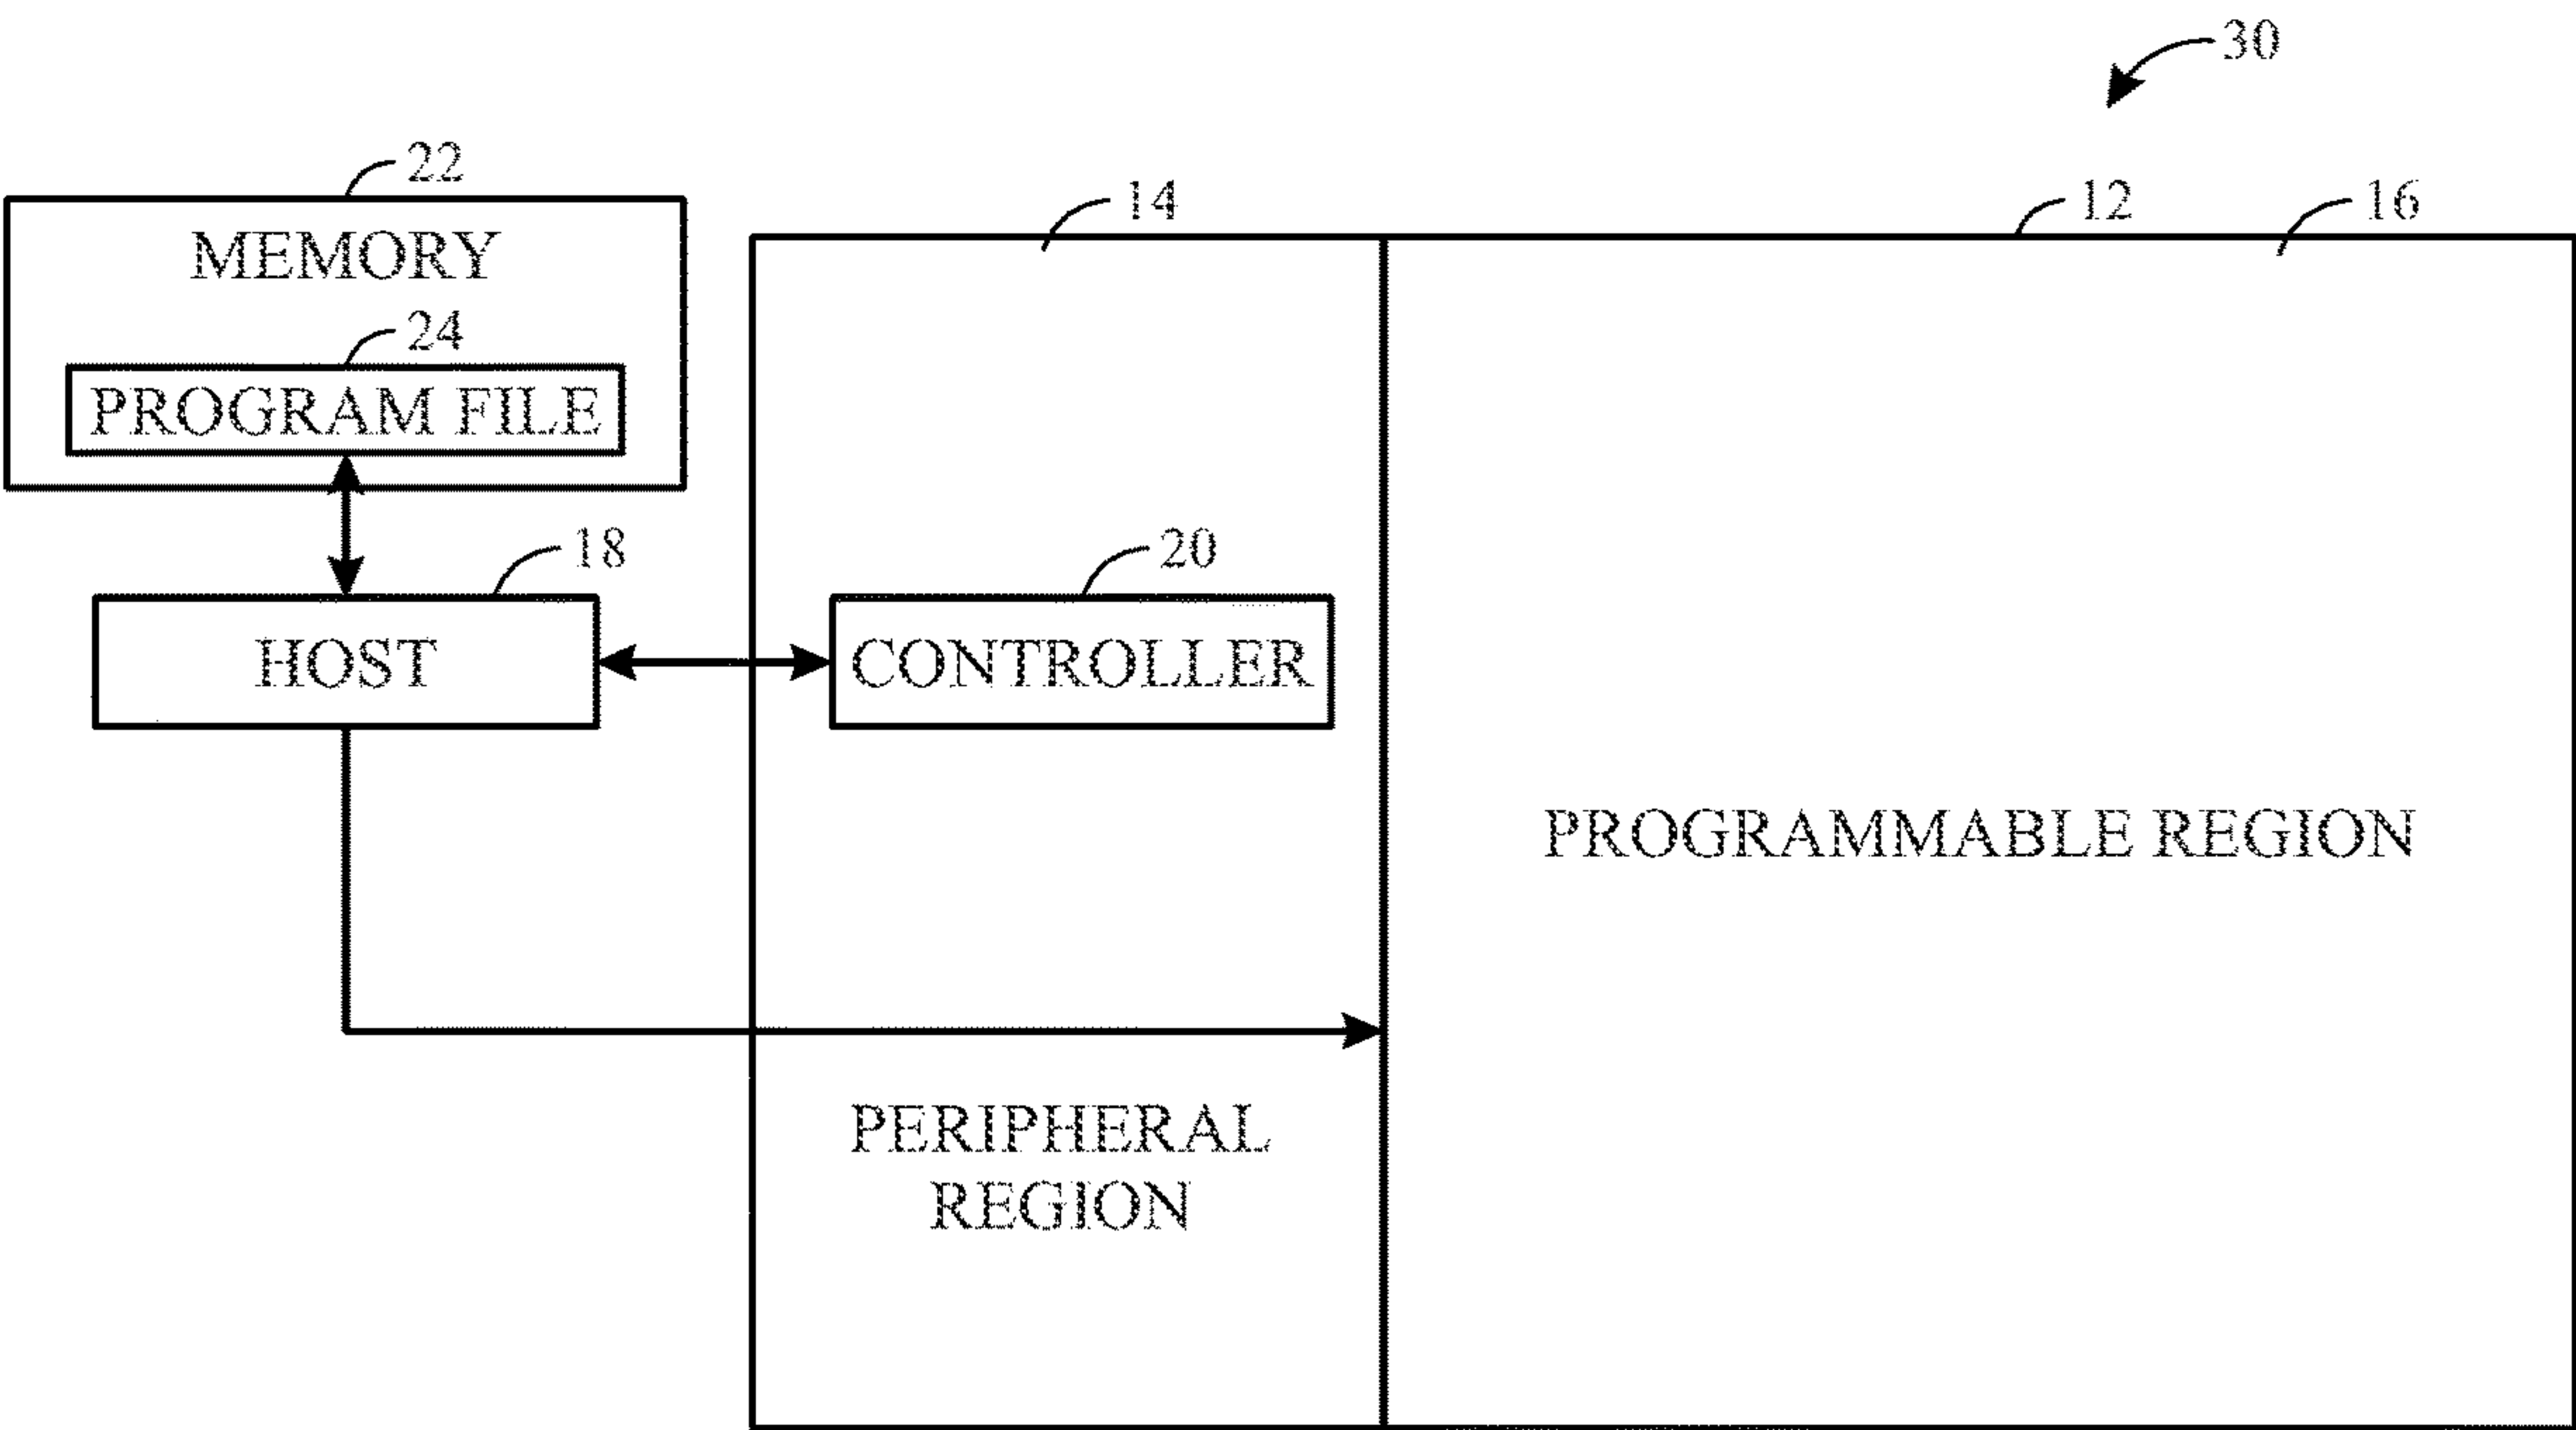 30
22
14
12
16
MEMORY
24
PROGRAM FILE
18
20
HOST
CONTROLLER
PROGRAMMABLE REGION
PERIPHERAL
REGION